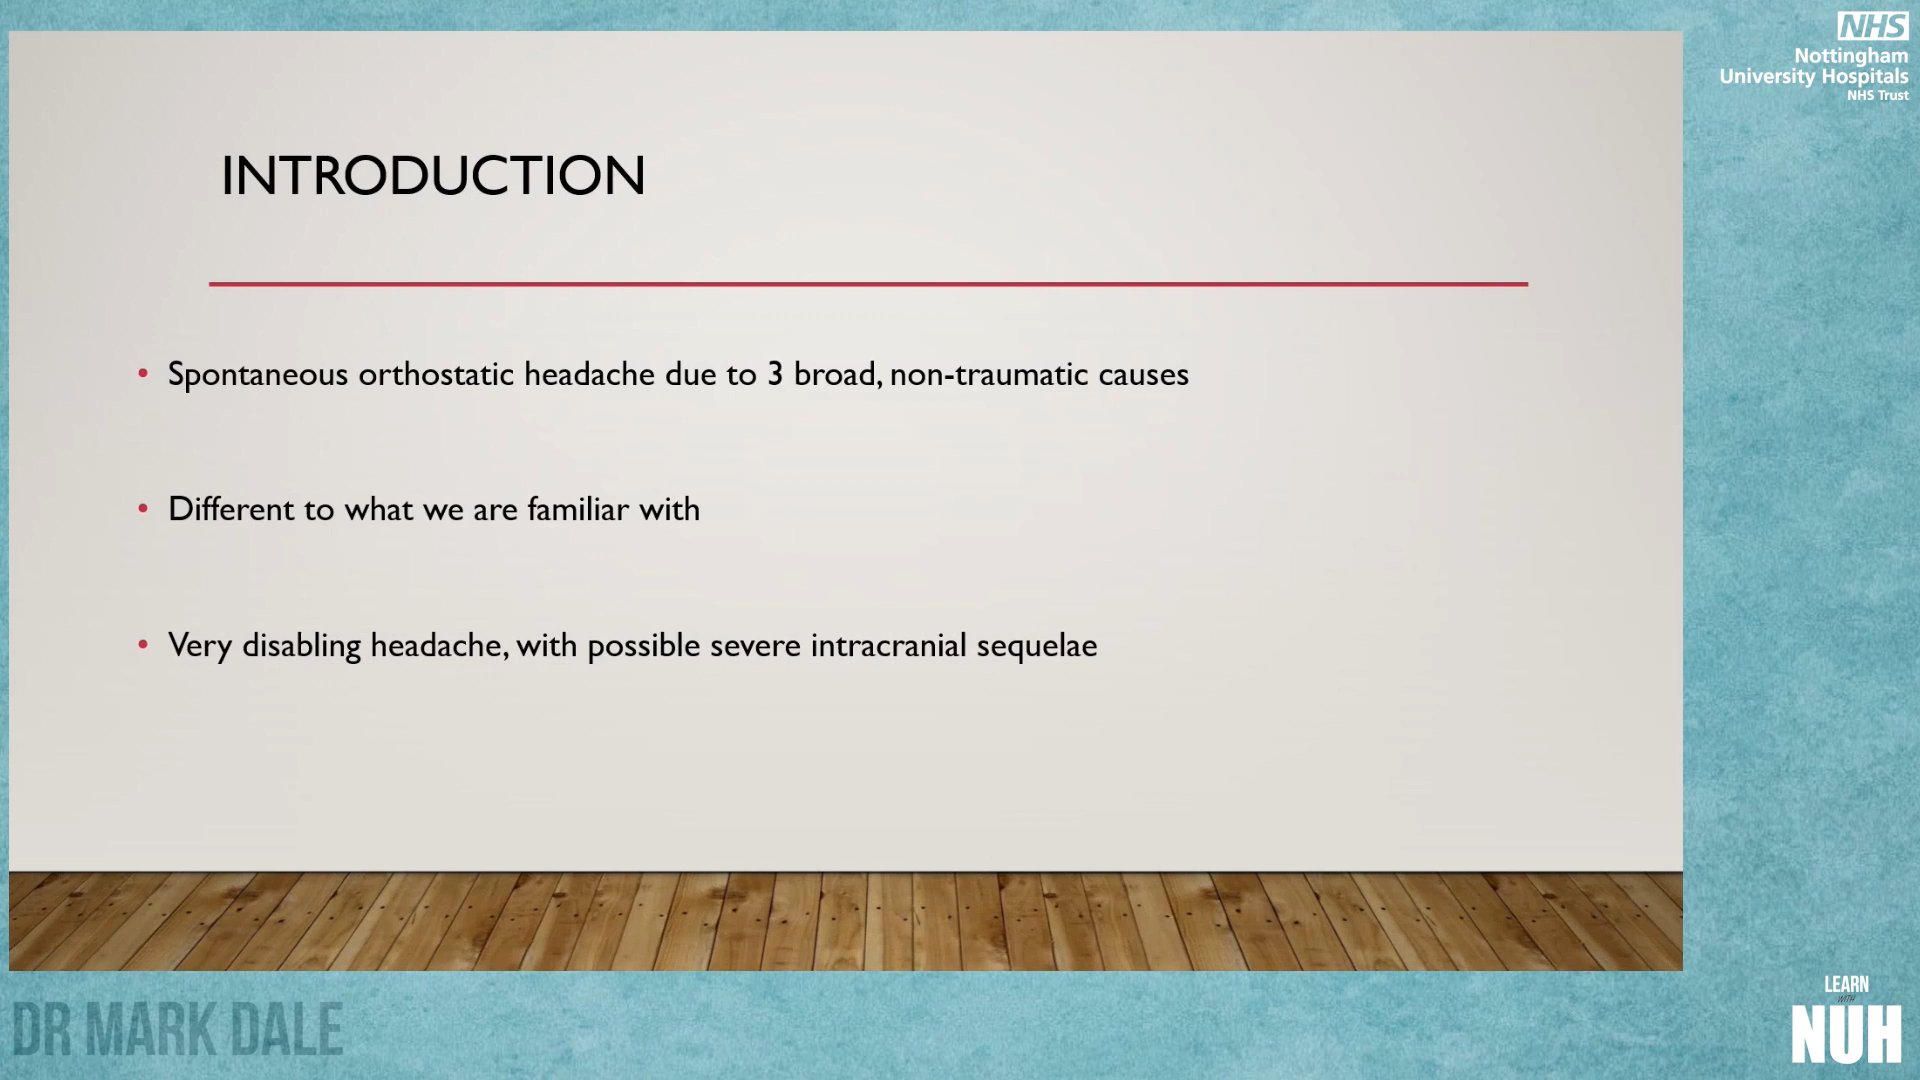 NHS
Nottingham
University Hospitals
NHS Trust
INTRODUCTION
• Spontaneous orthostatic headache due to 3 broad, non-traumatic causes
• Different to what we are familiar with
• Very disabling headache, with possible severe intracranial sequelae
DR MARK DALE
LEARN
WITH
NUH